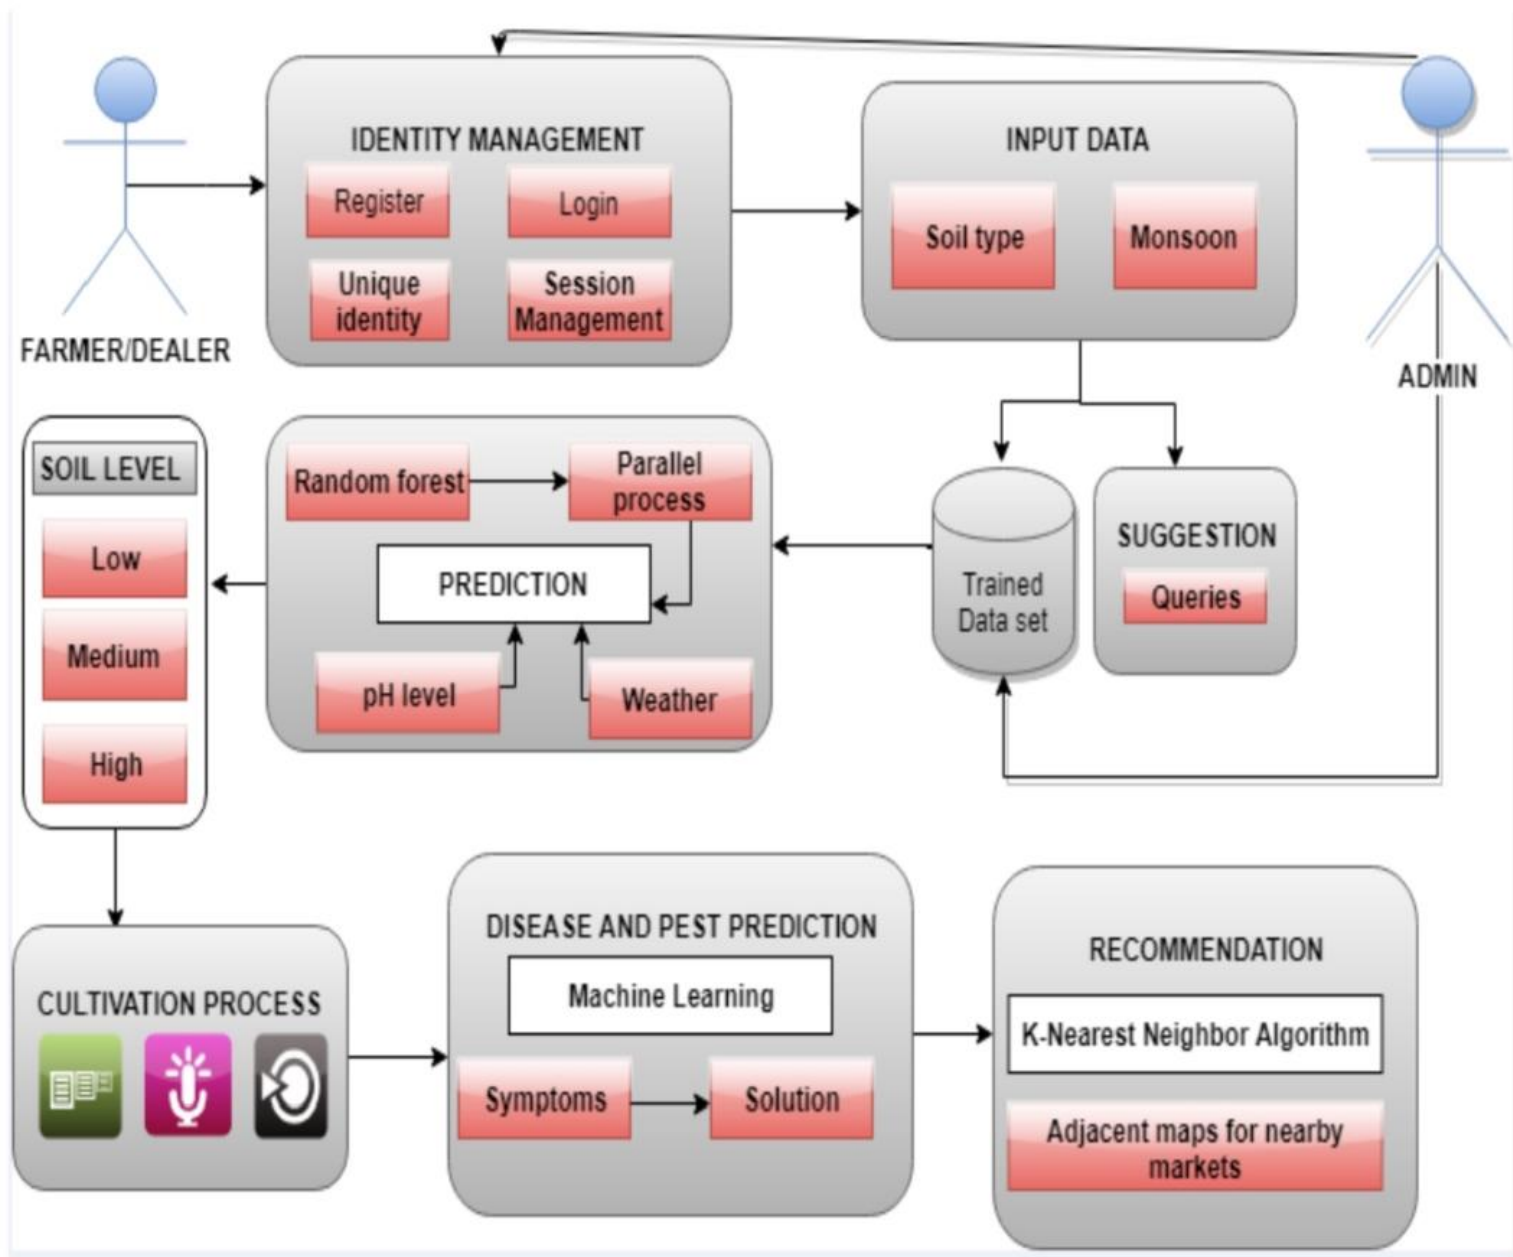 IDENTITY MANAGEMENT
Register
Login
Unique
identity
Session
Management
FARMER/DEALER
INPUT DATA
Soil type
Monsoon
ADMIN
SOIL LEVEL
Low
Medium
High
Random forest
Parallel
process
PREDICTION
pH level
Weather
Trained
Data set
SUGGESTION
Queries
CULTIVATION PROCESS
DISEASE AND PEST PREDICTION
Machine Learning
Symptoms
Solution
RECOMMENDATION
K-Nearest Neighbor Algorithm
Adjacent maps for nearby
markets